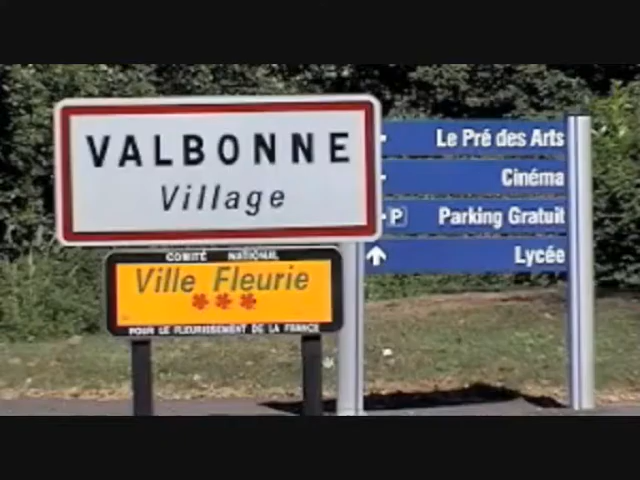 VALBONNE
Village
COMITÉ NATIONAL
Ville Fleurie
POUR LE FLEURISSEMENT DE LA FRANCE
Le Pré des Arts
Cinéma
P Parking Gratuit
Lycée